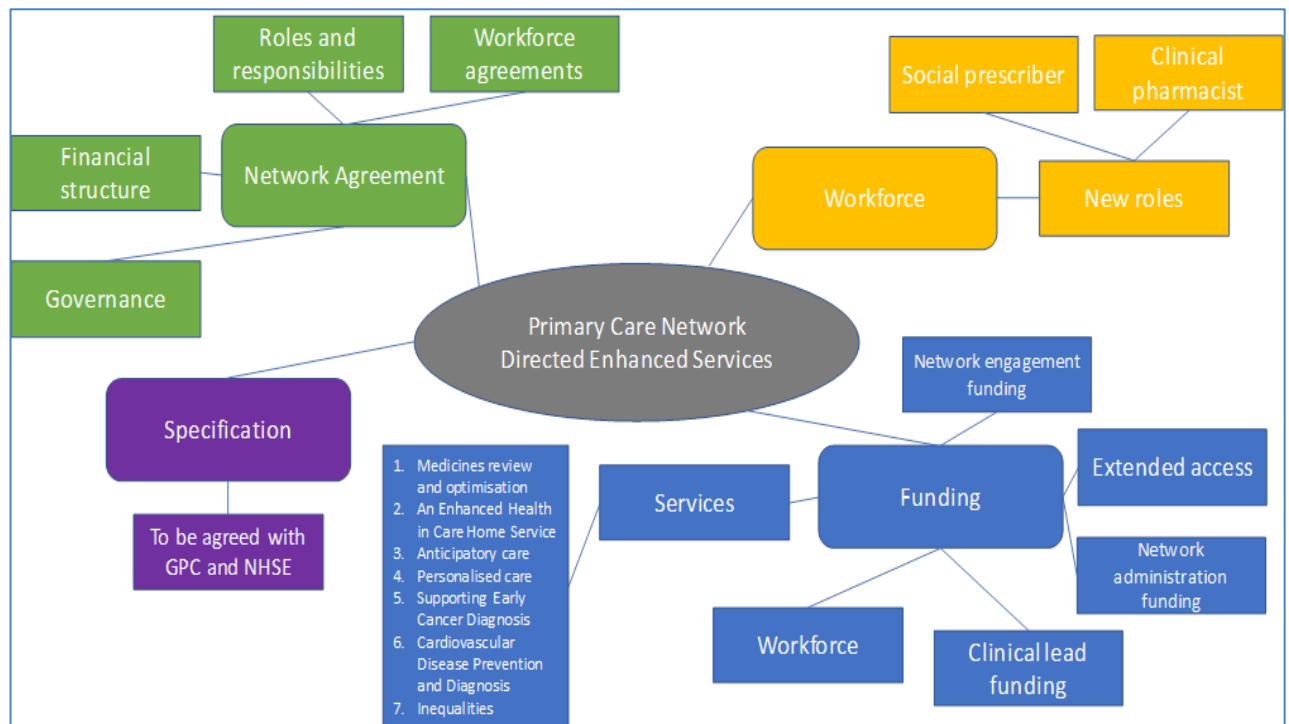 Roles and
responsibilities
Workforce
agreements
Financial
structure
Network Agreement
Governance
Social prescriber
Clinical
pharmacist
Workforce
New roles
Primary Care Network
Directed Enhanced Services
Specification
To be agreed with
GPC and NHSE
Network engagement
funding
Extended access
Funding
Services
Network
administration
funding
Workforce
Clinical lead
funding
1. Medicines review
and optimisation
2. An Enhanced Health
in Care Home Service
3. Anticipatory care
4. Personalised care
5. Supporting Early
Cancer Diagnosis
6. Cardiovascular
Disease Prevention
and Diagnosis
7. Inequalities